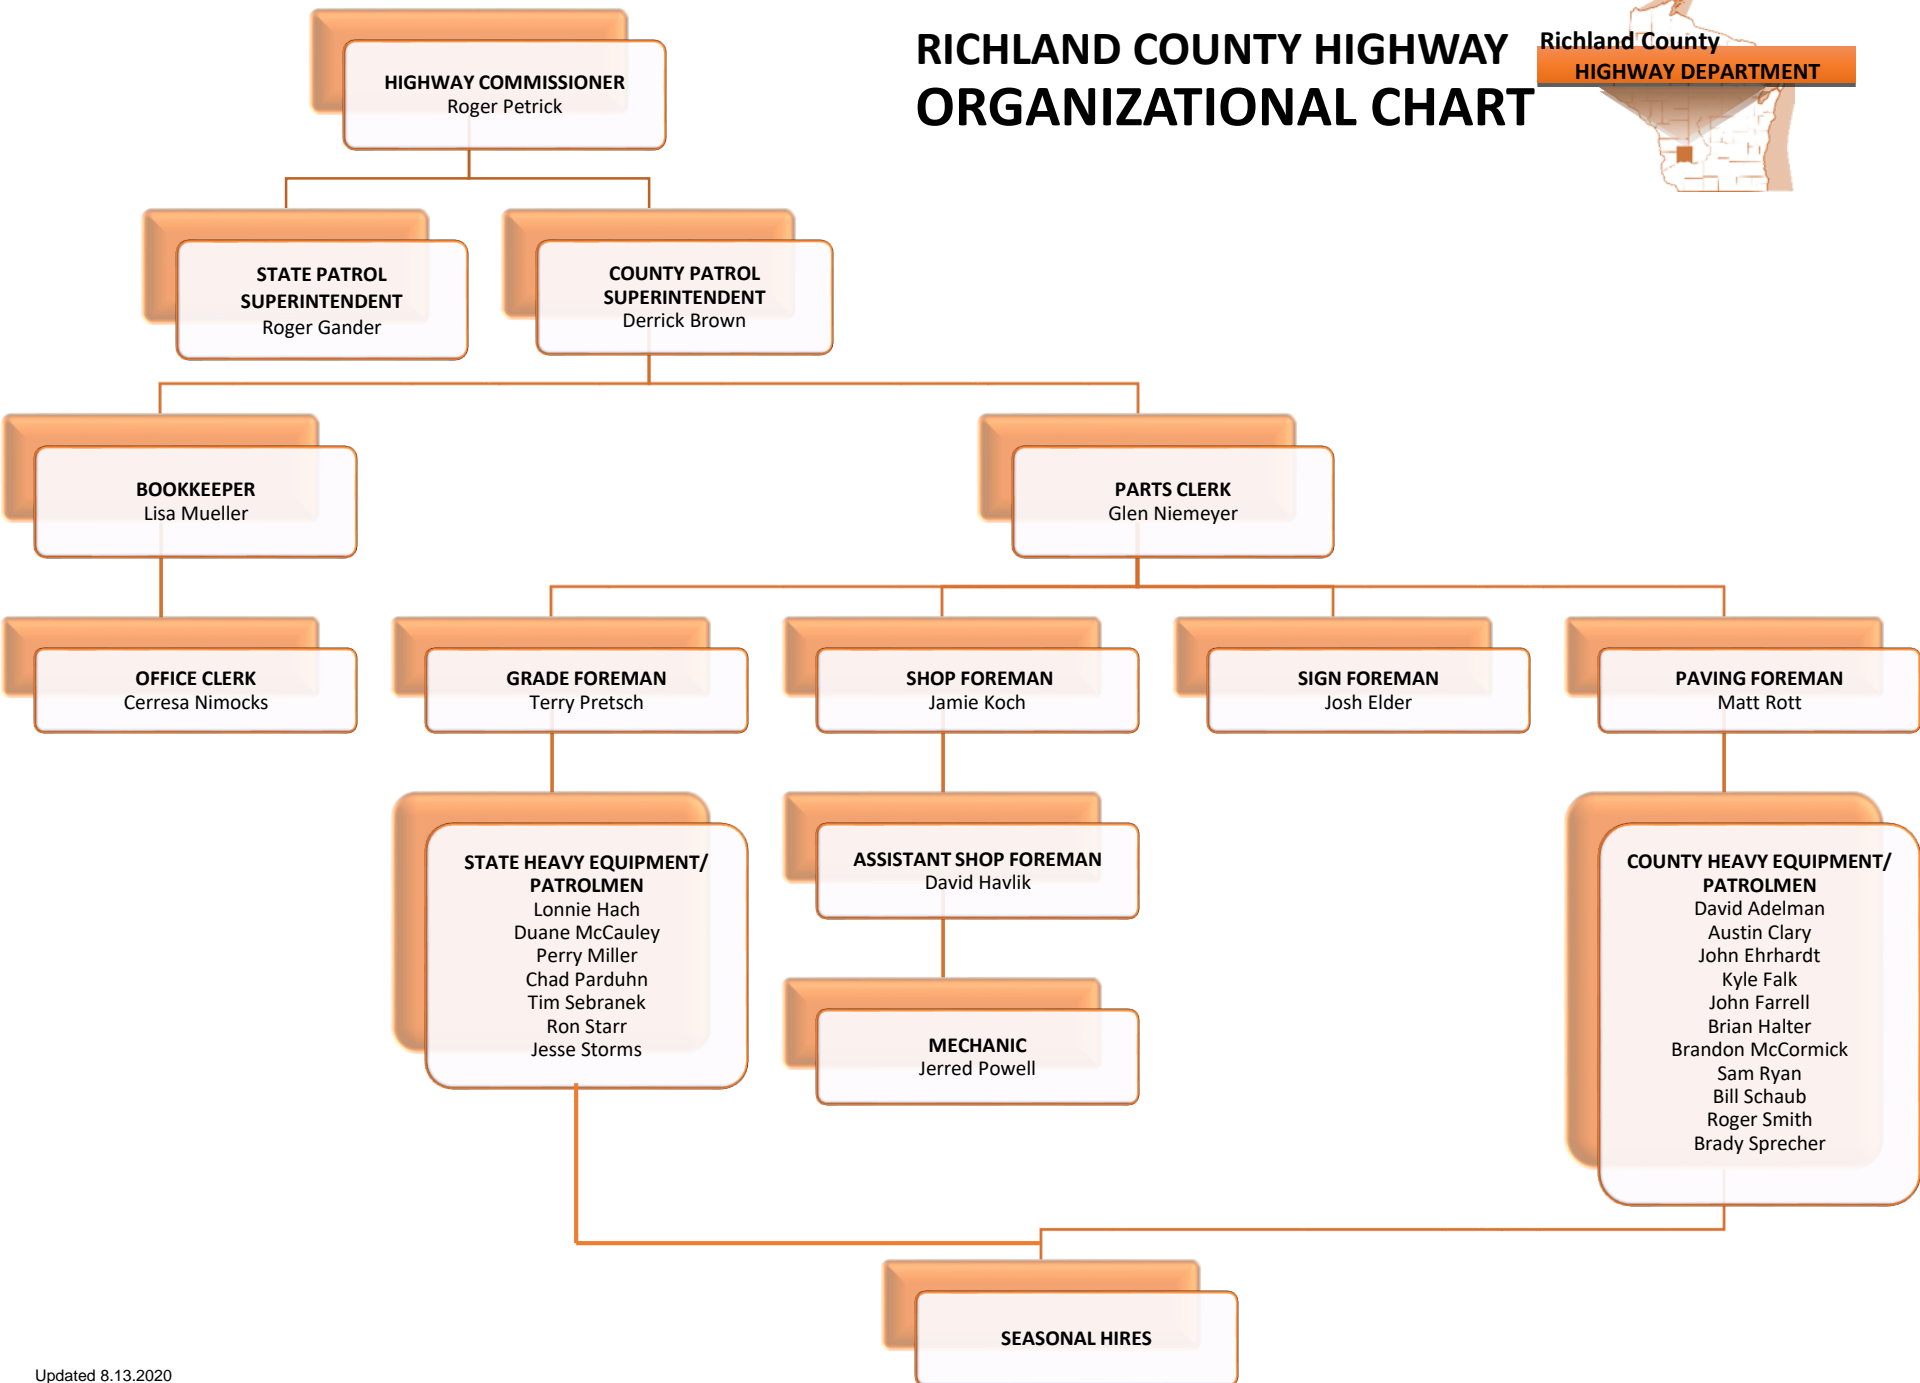 RICHLAND COUNTY HIGHWAY
ORGANIZATIONAL CHART
Richland County
HIGHWAY DEPARTMENT
HIGHWAY COMMISSIONER
Roger Petrick
STATE PATROL
SUPERINTENDENT
Roger Gander
COUNTY PATROL
SUPERINTENDENT
Derrick Brown
BOOKKEEPER
Lisa Mueller
PARTS CLERK
Glen Niemeyer
OFFICE CLERK
Cerresa Nimocks
GRADE FOREMAN
Terry Pretsch
SHOP FOREMAN
Jamie Koch
SIGN FOREMAN
Josh Elder
PAVING FOREMAN
Matt Rott
STATE HEAVY EQUIPMENT/
PATROLMEN
Lonnie Hach
Duane McCauley
Perry Miller
Chad Parduhn
Tim Sebranek
Ron Starr
Jesse Storms
ASSISTANT SHOP FOREMAN
David Havlik
MECHANIC
Jerred Powell
COUNTY HEAVY EQUIPMENT/
PATROLMEN
David Adelman
Austin Clary
John Ehrhardt
Kyle Falk
John Farrell
Brian Halter
Brandon McCormick
Sam Ryan
Bill Schaub
Roger Smith
Brady Sprecher
SEASONAL HIRES
Updated 8.13.2020